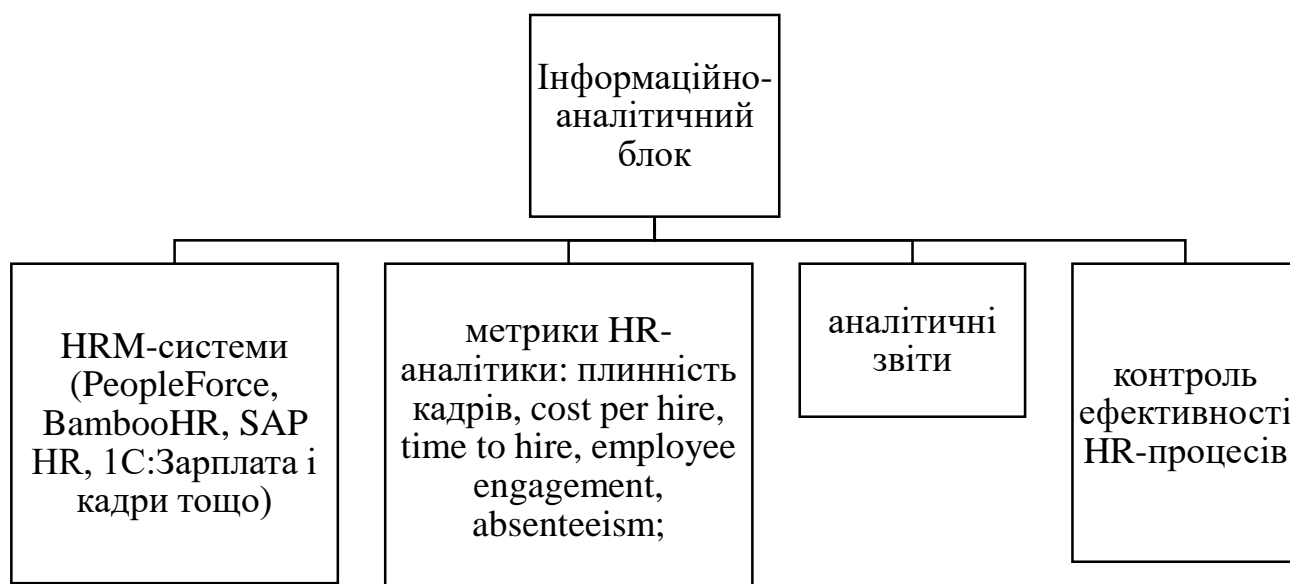 Інформаційно-
аналітичний
блок
HRM-системи
(PeopleForce,
BambooHR, SAP
HR, 1С:Зарплата і
кадри тощо)
метрики HR-
аналітики: плинність
кадрів, cost per hire,
time to hire, employee
engagement,
absenteeism;
аналітичні
звіти
контроль
ефективності
HR-процесів